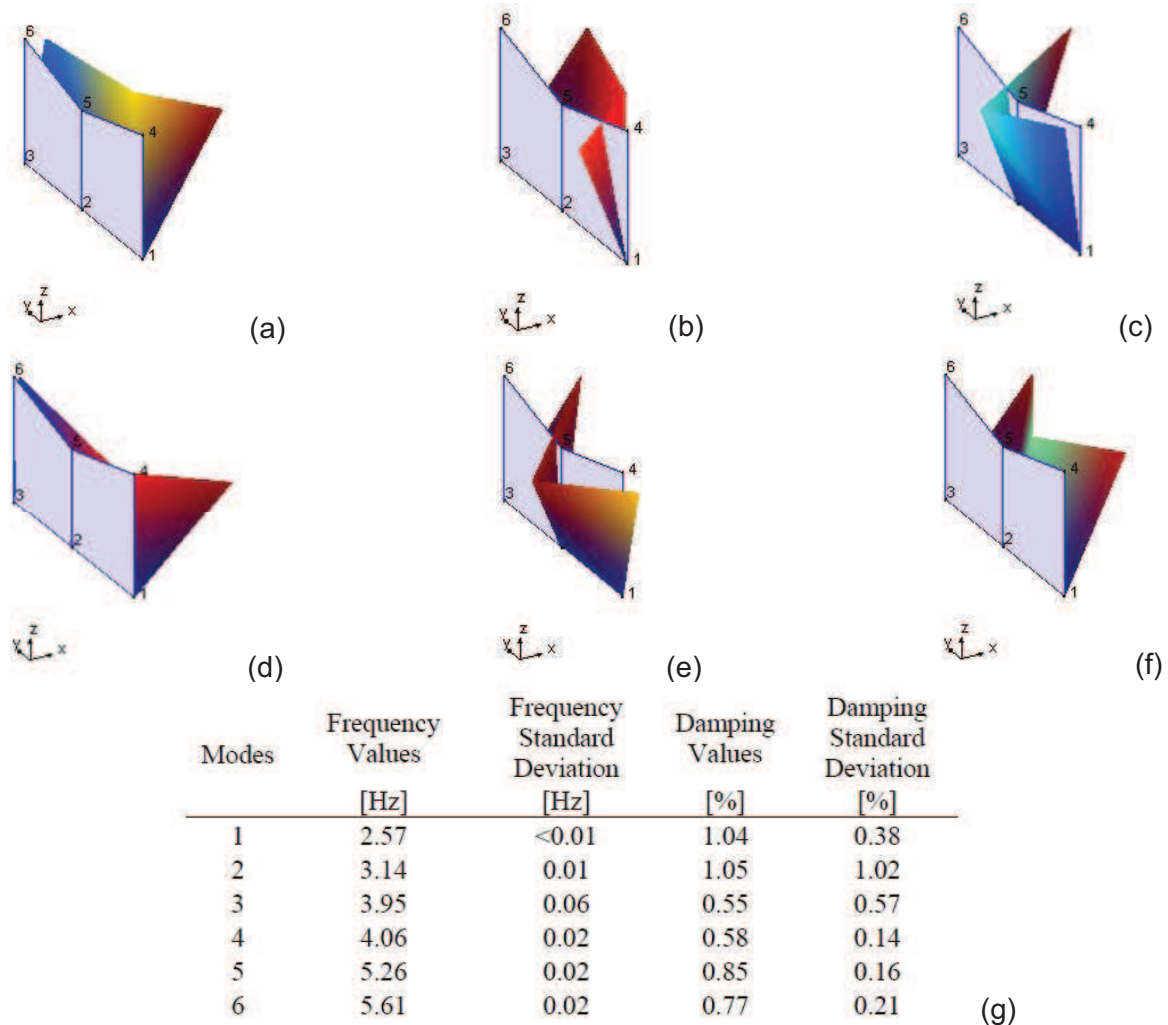 6
5
4
3
2
1
z
y x
(a)
6
5
4
3
2
1
z
y x
(b)
6
5
4
3
1
z
y x
(c)
6
5
4
3
2
1
z
y x
(d)
6
5
4
3
1
z
y x
(e)
6
5
4
3
2
1
z
y x
(f)
Modes Frequency Values Frequency Standard Deviation Damping Values Damping Standard Deviation
[Hz] [Hz] [%] [%]
1 2.57 <0.01 1.04 0.38
2 3.14 0.01 1.05 1.02
3 3.95 0.06 0.55 0.57
4 4.06 0.02 0.58 0.14
5 5.26 0.02 0.85 0.16
6 5.61 0.02 0.77 0.21
(g)